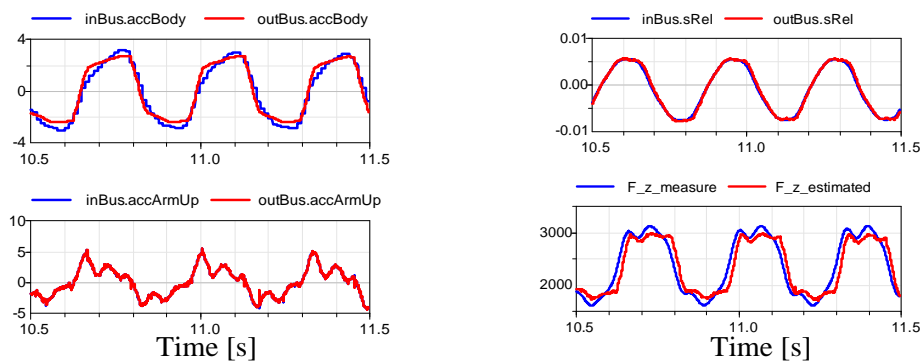 inBus.accBody outBus.accBody
4
2
0
-2
-4
10.5 11.0 11.5
inBus.sRel outBus.sRel
0.01
0.00
-0.01
10.5 11.0 11.5
inBus.accArmUp outBus.accArmUp
10
5
0
-5
10.5 11.0 11.5
Time [s]
F_z_measure F_z_estimated
3000
2000
10.5 11.0 11.5
Time [s]